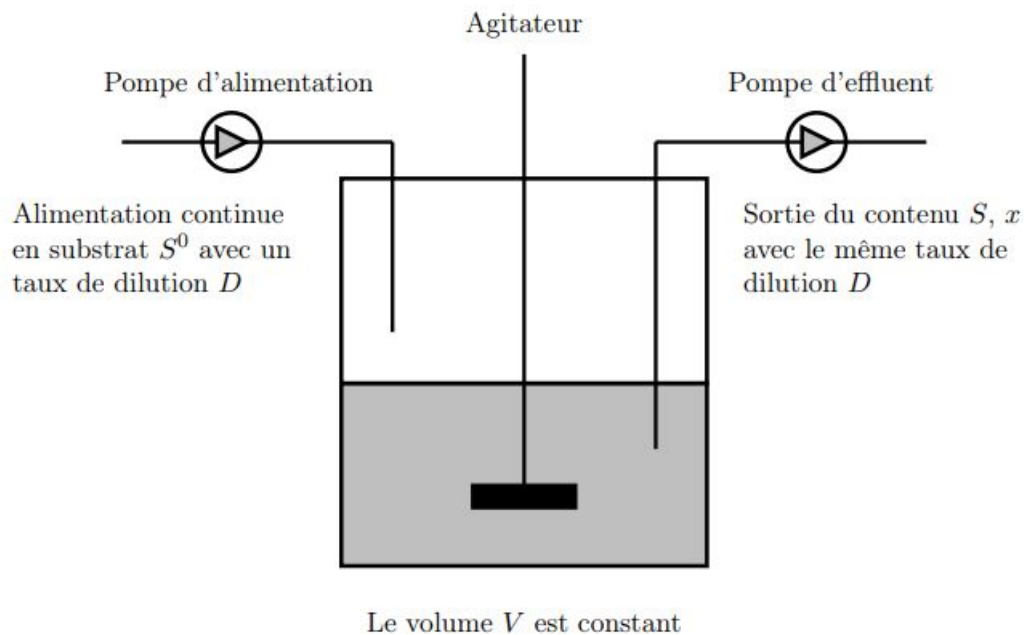 Agitateur
Pompe d'alimentation
Pompe d'effluent
Alimentation continue
en substrat S⁰ avec un
taux de dilution D
Sortie du contenu S, x
avec le même taux de
dilution D
Le volume V est constant